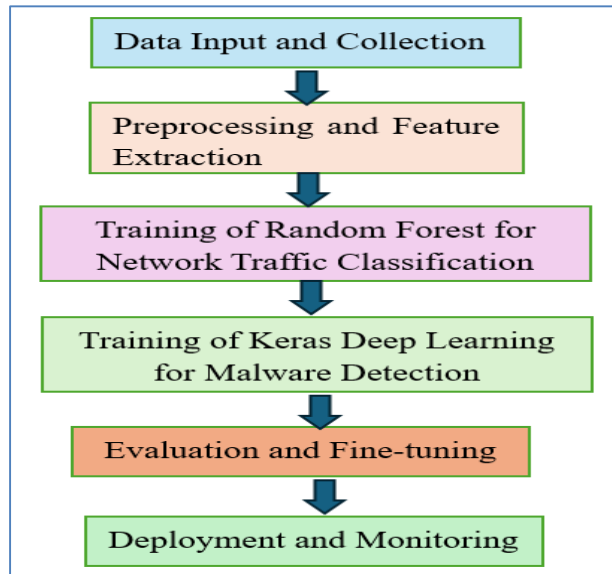 Data Input and Collection
Preprocessing and Feature
Extraction
Training of Random Forest for
Network Traffic Classification
Training of Keras Deep Learning
for Malware Detection
Evaluation and Fine-tuning
Deployment and Monitoring